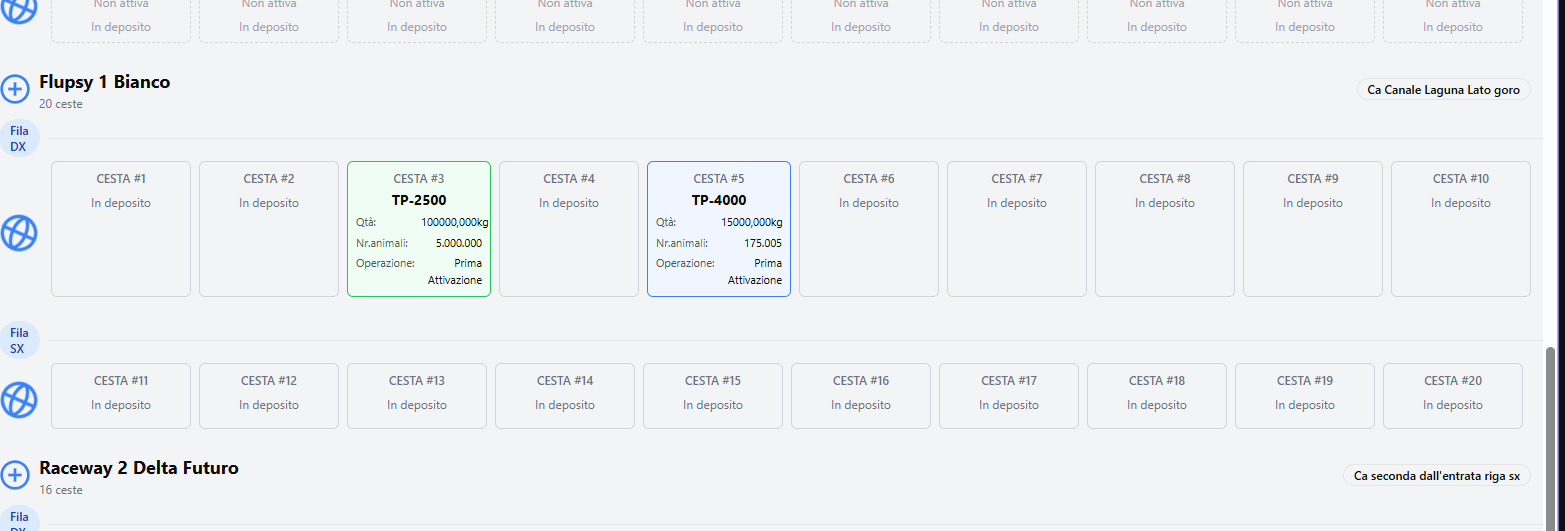 Non attiva Non attiva Non attiva Non attiva Non attiva Non attiva Non attiva Non attiva Non attiva Non attiva
In deposito In deposito In deposito In deposito In deposito In deposito In deposito In deposito In deposito In deposito
Flupsy 1 Bianco
20 ceste
Ca Canale Laguna Lato goro
Fila
DX
CESTA #1
In deposito
CESTA #2
In deposito
CESTA #3
TP-2500
Qtà: 100000,000kg
Nr.animali: 5.000.000
Operazione: Prima
Attivazione
CESTA #4
In deposito
CESTA #5
TP-4000
Qtà: 15000,000kg
Nr.animali: 175.005
Operazione: Prima
Attivazione
CESTA #6
In deposito
CESTA #7
In deposito
CESTA #8
In deposito
CESTA #9
In deposito
CESTA #10
In deposito
Fila
SX
CESTA #11
In deposito
CESTA #12
In deposito
CESTA #13
In deposito
CESTA #14
In deposito
CESTA #15
In deposito
CESTA #16
In deposito
CESTA #17
In deposito
CESTA #18
In deposito
CESTA #19
In deposito
CESTA #20
In deposito
Raceway 2 Delta Futuro
16 ceste
Ca seconda dall'entrata riga sx
Fila
DX